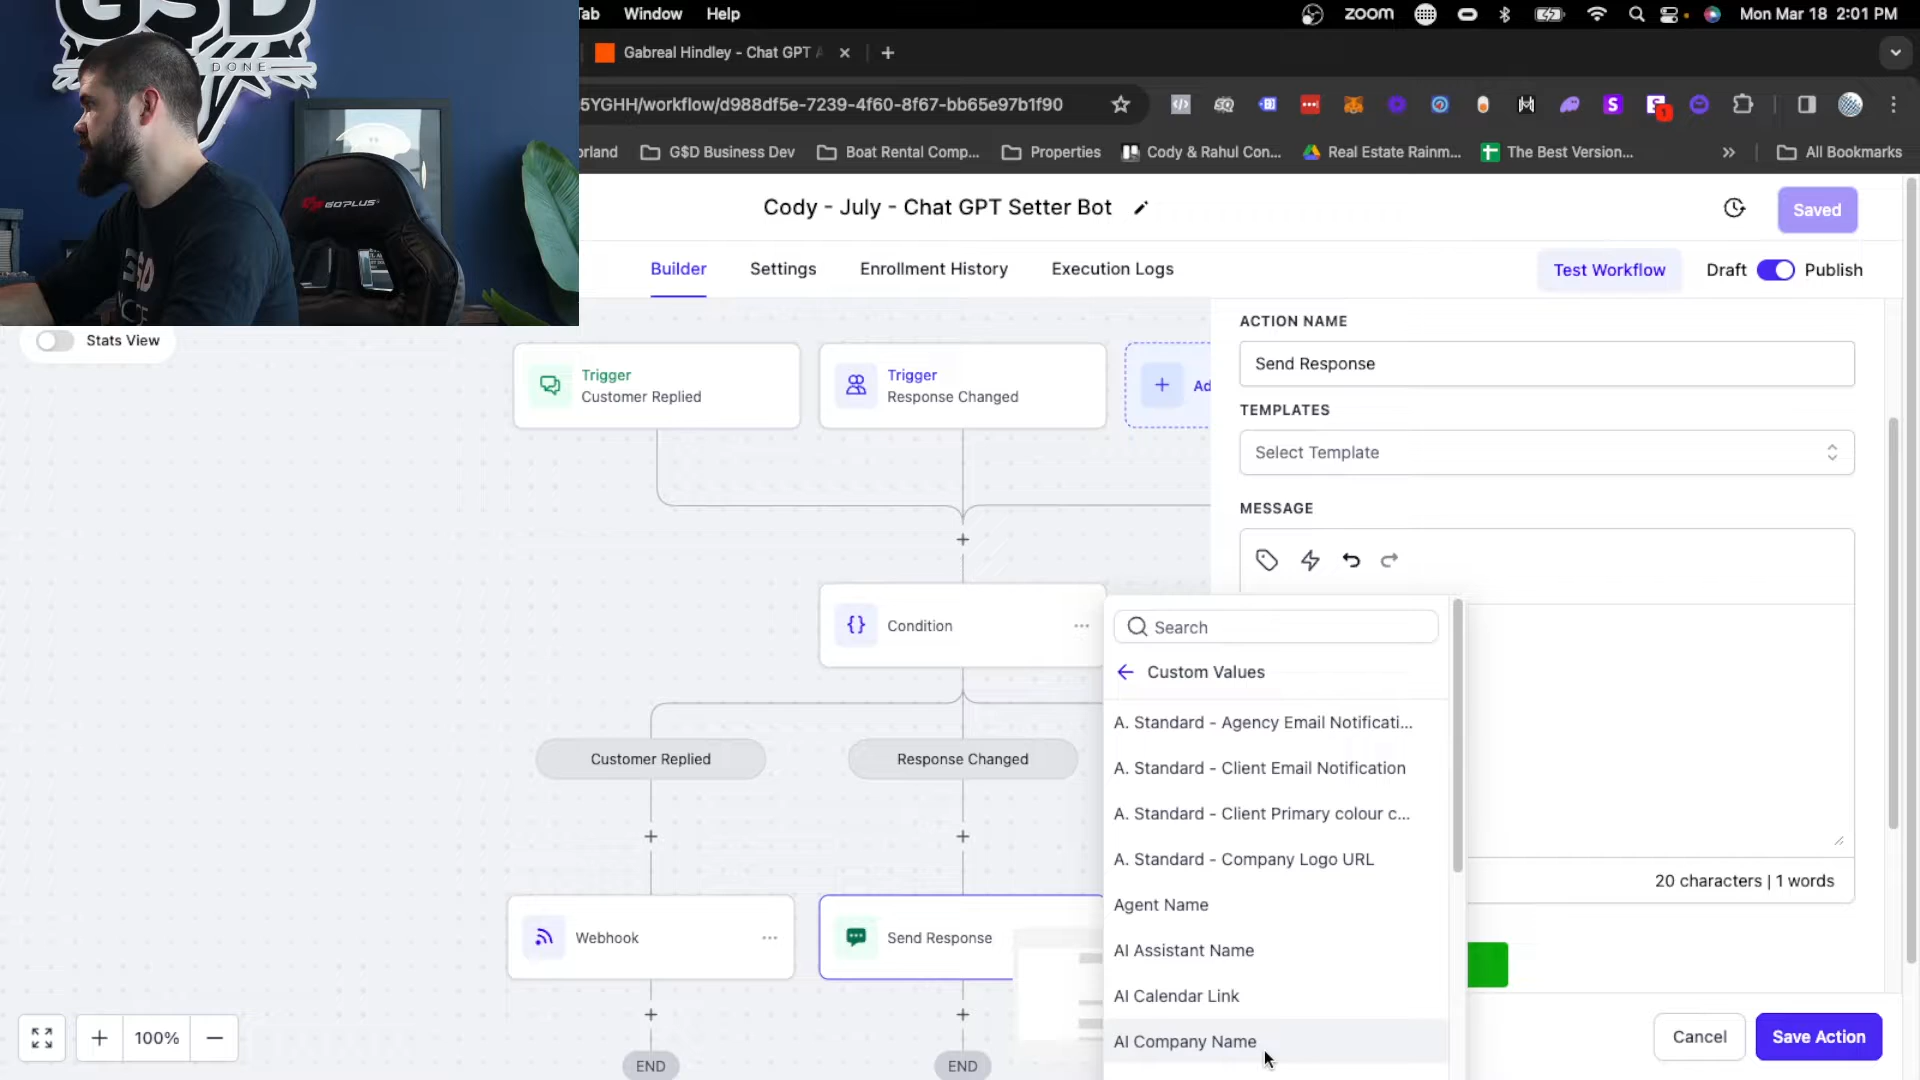 Tab Window Help
zoom
Mon Mar 18 2:01 PM
GSD
DONE
GOPLUS
GSD
Gabreal Hindley - Chat GPT A
5YGHH/workflow/d988df5e-7239-4f60-8f67-bb65e97b1f90
1
orland
G$D Business Dev
Boat Rental Comp...
Properties
Cody & Rahul Con...
Real Estate Rainm...
The Best Version...
All Bookmarks
Cody - July - Chat GPT Setter Bot
Saved
Builder
Settings
Enrollment History
Execution Logs
Test Workflow
Draft
Publish
Stats View
Trigger
Customer Replied
Trigger
Response Changed
Ad
ACTION NAME
Send Response
TEMPLATES
Select Template
MESSAGE
Condition
Search
Custom Values
A. Standard - Agency Email Notificati...
A. Standard - Client Email Notification
A. Standard - Client Primary colour c...
A. Standard - Company Logo URL
Agent Name
AI Assistant Name
AI Calendar Link
AI Company Name
Customer Replied
Response Changed
20 characters | 1 words
Webhook
Send Response
END
END
100%
Cancel
Save Action